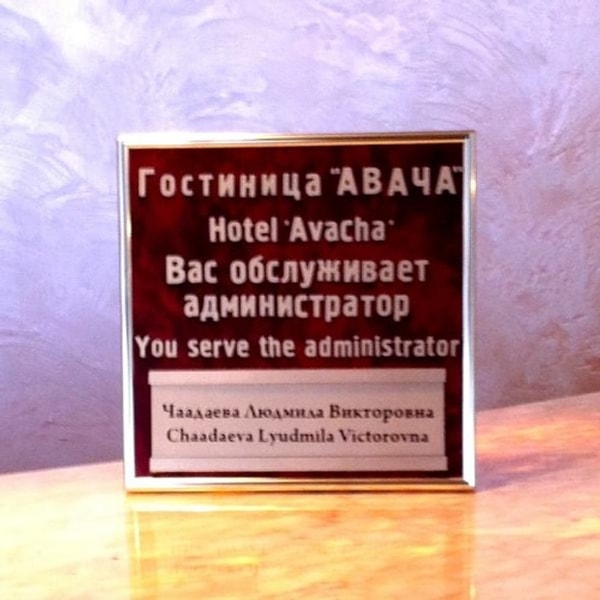 Гостиница "АВАЧА"
Hotel "Avacha"
Вас обслуживает
администратор
You serve the administrator
Чаадаева Людмила Викторовна
Chaadaeva Lyudmila Victorovna